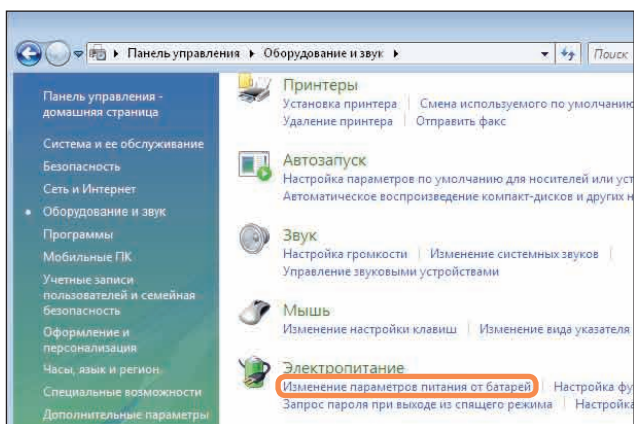 Панель управления ▸ Оборудование и звук ▸
Поиск
Панель управления -
домашняя страница
Система и ее обслуживание
Безопасность
Сеть и Интернет
• Оборудование и звук
Программы
Мобильные ПК
Учетные записи
пользователей и семейная
безопасность
Оформление и
персонализация
Часы, язык и регион
Специальные возможности
Дополнительные параметры
Принтеры
Установка принтера | Смена используемого по умолчанию
Удаление принтера | Отправить факс
Автозапуск
Настройка параметров по умолчанию для носителей или уст
Автоматическое воспроизведение компакт-дисков и других н
Звук
Настройка громкости | Изменение системных звуков |
Управление звуковыми устройствами
Мышь
Изменение настройки клавиш | Изменение вида указателя
Электропитание
Изменение параметров питания от батарей | Настройка фу
Запрос пароля при выходе из спящего режима | Настройка